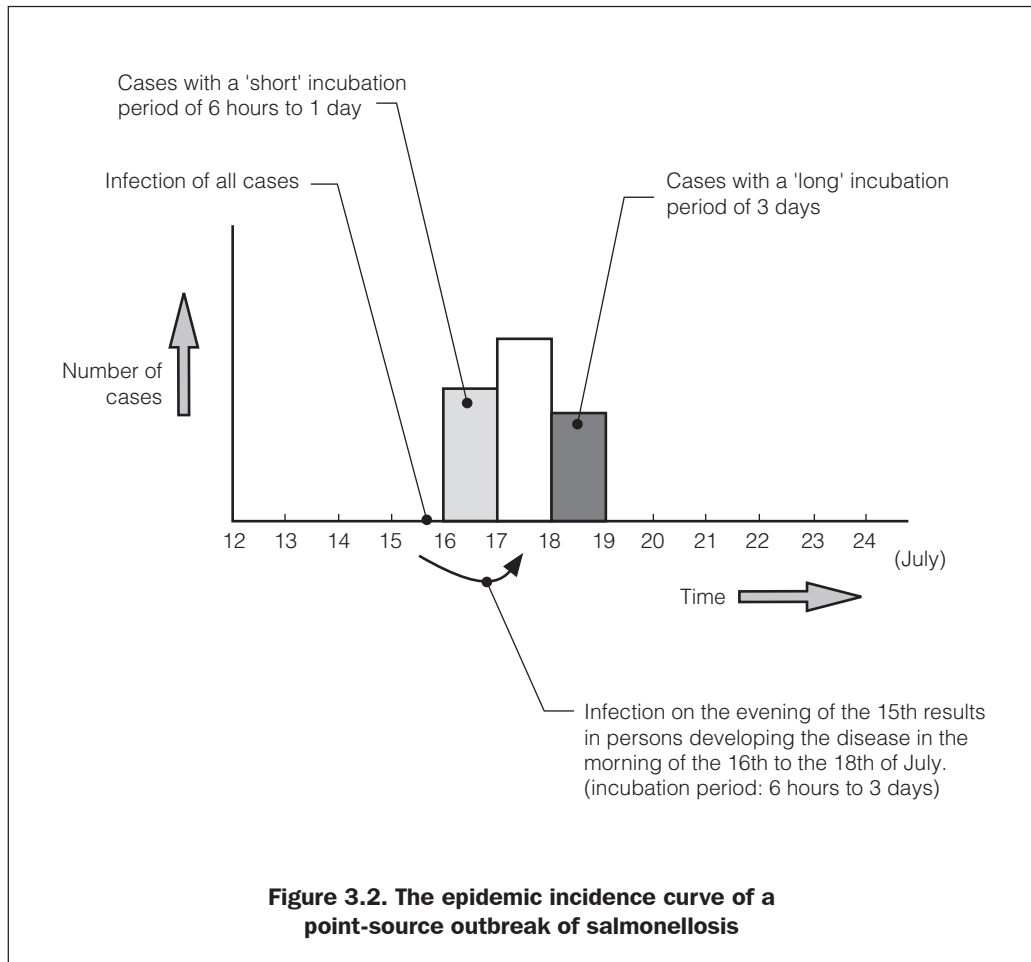 Cases with a 'short' incubation
period of 6 hours to 1 day
Infection of all cases
Cases with a 'long' incubation
period of 3 days
Number of
cases
12 13 14 15 16 17 18 19 20 21 22 23 24
(July)
Time
Infection on the evening of the 15th results
in persons developing the disease in the
morning of the 16th to the 18th of July.
(incubation period: 6 hours to 3 days)
Figure 3.2. The epidemic incidence curve of a
point-source outbreak of salmonellosis